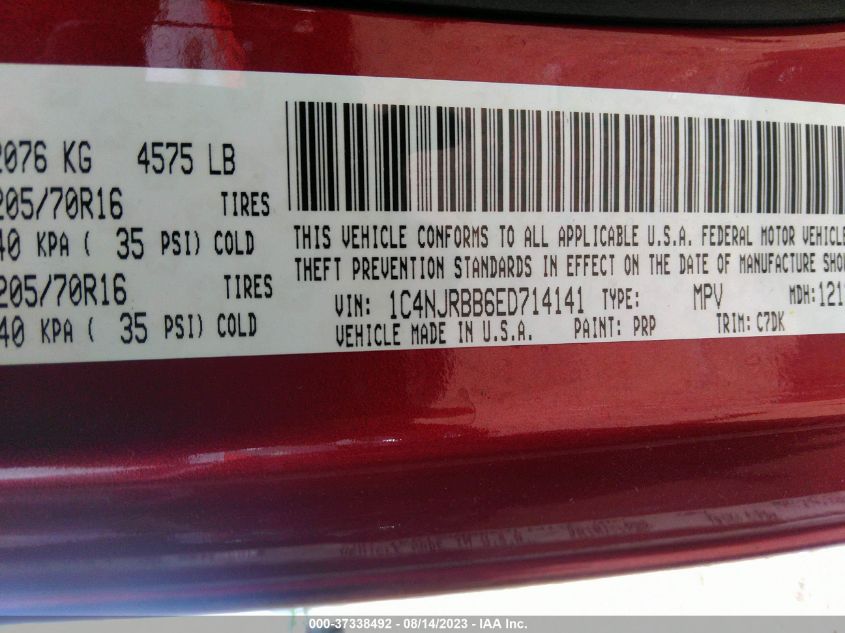 2076 KG 4575 LB
205/70R16 TIRES
40 KPA ( 35 PSI) COLD
205/70R16 TIRES
40 KPA ( 35 PSI) COLD
THIS VEHICLE CONFORMS TO ALL APPLICABLE U.S.A. FEDERAL MOTOR VEHICLE
THEFT PREVENTION STANDARDS IN EFFECT ON THE DATE OF MANUFACTURE SHO
VIN: 1C4NJRBB6ED714141 TYPE: MPV MDH: 121
VEHICLE MADE IN U.S.A. PAINT: PRP TRIM: C7DK
000-37338492 - 08/14/2023 - IAA Inc.